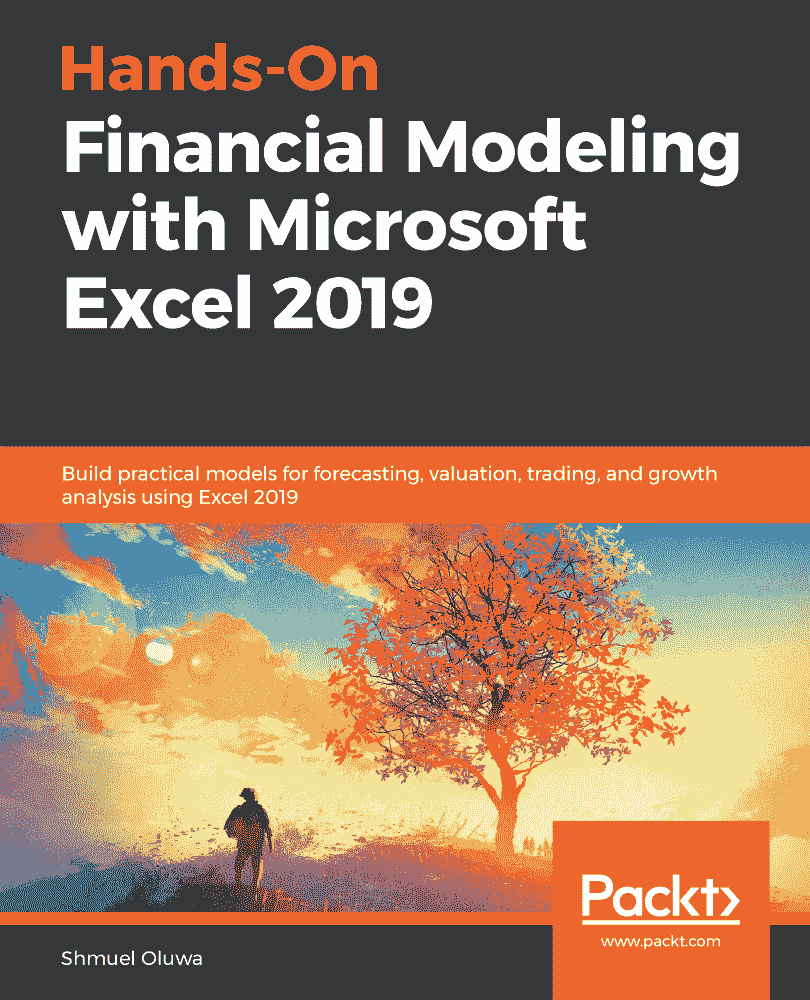 Hands-On
Financial Modeling
with Microsoft
Excel 2019
Build practical models for forecasting, valuation, trading, and growth
analysis using Excel 2019
Packt>
www.packt.com
Shmuel Oluwa